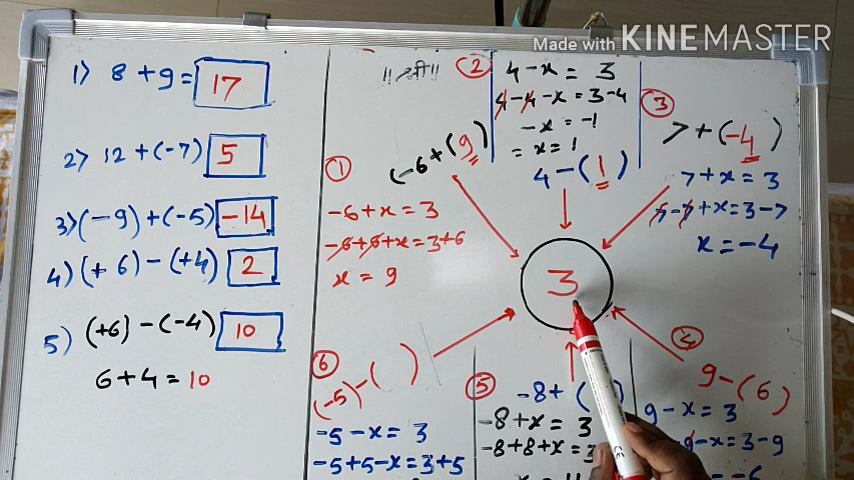 Made with KINEMASTER
1) 8 + 9 = 17
2) 12 + (-7) 5
3) (-9) + (-5) -14
4) (+6) - (+4) 2
5) (+6) - (-4) 10
6 + 4 = 10
॥श्री॥
① (-6 + (9)
-6 + x = 3
-6 + 6 + x = 3 + 6
x = 9
② 4 - x = 3
4 - 4 - x = 3 - 4
-x = -1
= x = 1
4 - (1)
③ 7 + (-4)
7 + x = 3
7 - 7 + x = 3 - 7
x = -4
3
④ 9 - (6)
9 - x = 3
-9 - x = 3 - 9
⑤ -8 + (
-8 + x = 3
-8 + 8 + x = 3
⑥ (-5) - ( )
-5 - x = 3
-5 + 5 - x = 3 + 5